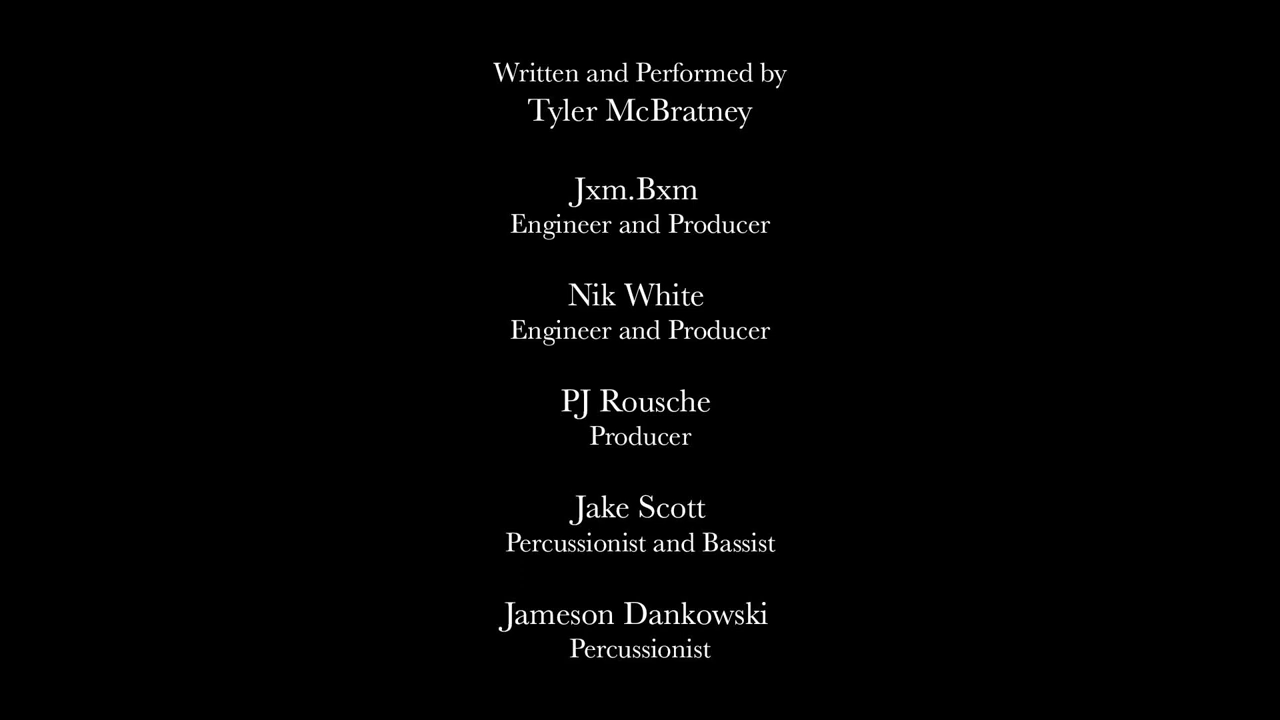 Written and Performed by
Tyler McBratney
Jxm.Bxm
Engineer and Producer
Nik White
Engineer and Producer
PJ Rousche
Producer
Jake Scott
Percussionist and Bassist
Jameson Dankowski
Percussionist